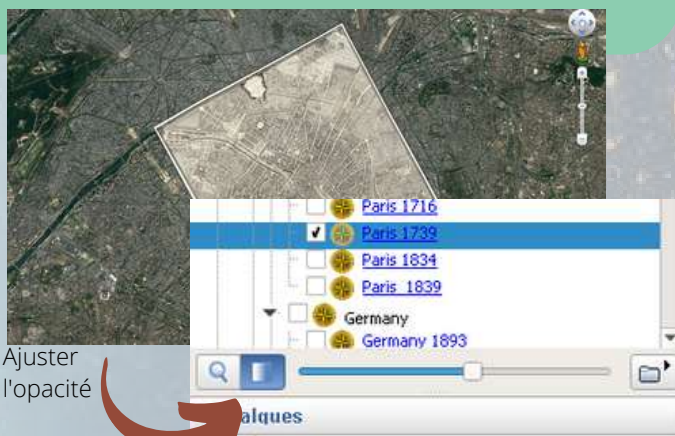 Paris 1716
Paris 1739
Paris 1834
Paris 1839
Germany
Germany 1893
Ajuster
l'opacité
alques